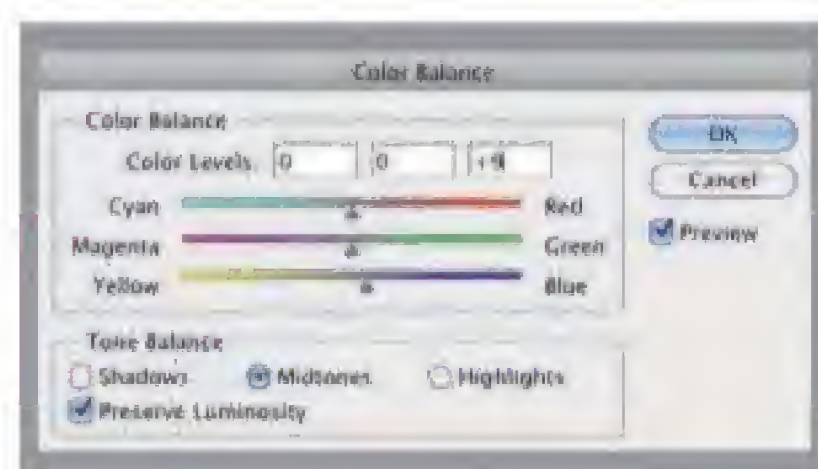 Color Balance
Color Balance
Color Levels: 0 0 +9
Cyan Red
Magenta Green
Yellow Blue
Tone Balance
Shadows Midtones Highlights
Preserve Luminosity
OK
Cancel
Preview